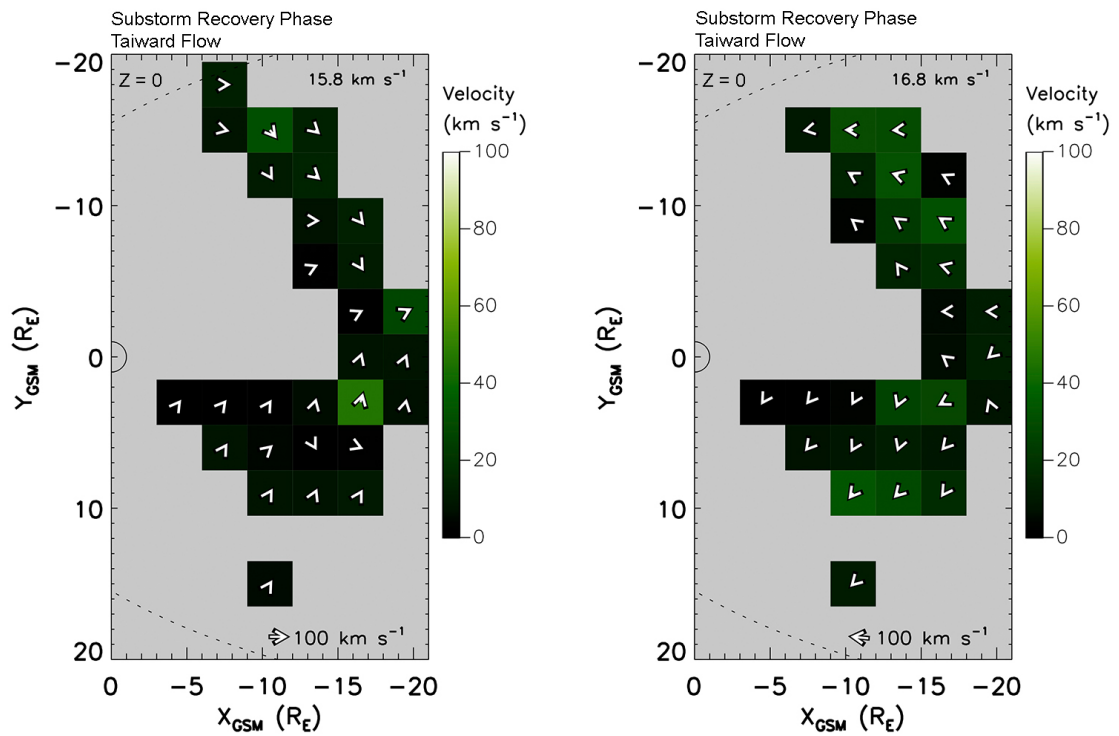 Substorm Recovery Phase
Taiward Flow
Z = 0
15.8 km s⁻¹
Velocity
(km s⁻¹)
100
80
60
40
20
0
−20
−10
0
10
20
Y_GSM (R_E)
100 km s⁻¹
0
−5
−10
−15
−20
X_GSM (R_E)
Substorm Recovery Phase
Taiward Flow
Z = 0
16.8 km s⁻¹
Velocity
(km s⁻¹)
100
80
60
40
20
0
−20
−10
0
10
20
Y_GSM (R_E)
100 km s⁻¹
0
−5
−10
−15
−20
X_GSM (R_E)